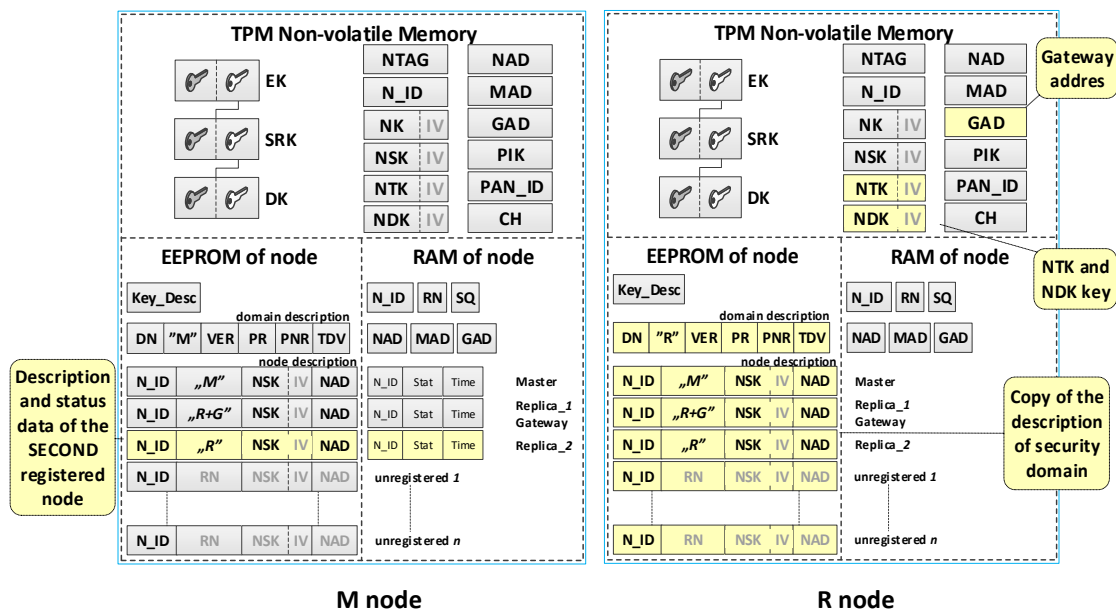 TPM Non-volatile Memory
EK
SRK
DK
NTAG NAD
N_ID MAD
NK IV GAD
NSK IV PIK
NTK IV PAN_ID
NDK IV CH
EEPROM of node
Key_Desc
domain description
DN "M" VER PR PNR TDV
node description
N_ID „M” NSK IV NAD
N_ID „R+G” NSK IV NAD
N_ID „R” NSK IV NAD
N_ID RN NSK IV NAD
N_ID RN NSK IV NAD
RAM of node
N_ID RN SQ
NAD MAD GAD
N_ID Stat Time Master
N_ID Stat Time Replica_1
Gateway
N_ID Stat Time Replica_2
unregistered 1
unregistered n
Description
and status
data of the
SECOND
registered
node
M node
TPM Non-volatile Memory
EK
SRK
DK
NTAG NAD
N_ID MAD
NK IV GAD
NSK IV PIK
NTK IV PAN_ID
NDK IV CH
Gateway
addres
NTK and
NDK
key
EEPROM of node
Key_Desc
domain description
DN "R" VER PR PNR TDV
node description
N_ID „M” NSK IV NAD
N_ID „R+G” NSK IV NAD
N_ID „R” NSK IV NAD
N_ID RN NSK IV NAD
N_ID RN NSK IV NAD
RAM of node
N_ID RN SQ
NAD MAD GAD
Master
Replica_1
Gateway
Replica_2
unregistered 1
unregistered n
Copy of the
description
of security
domain
R node